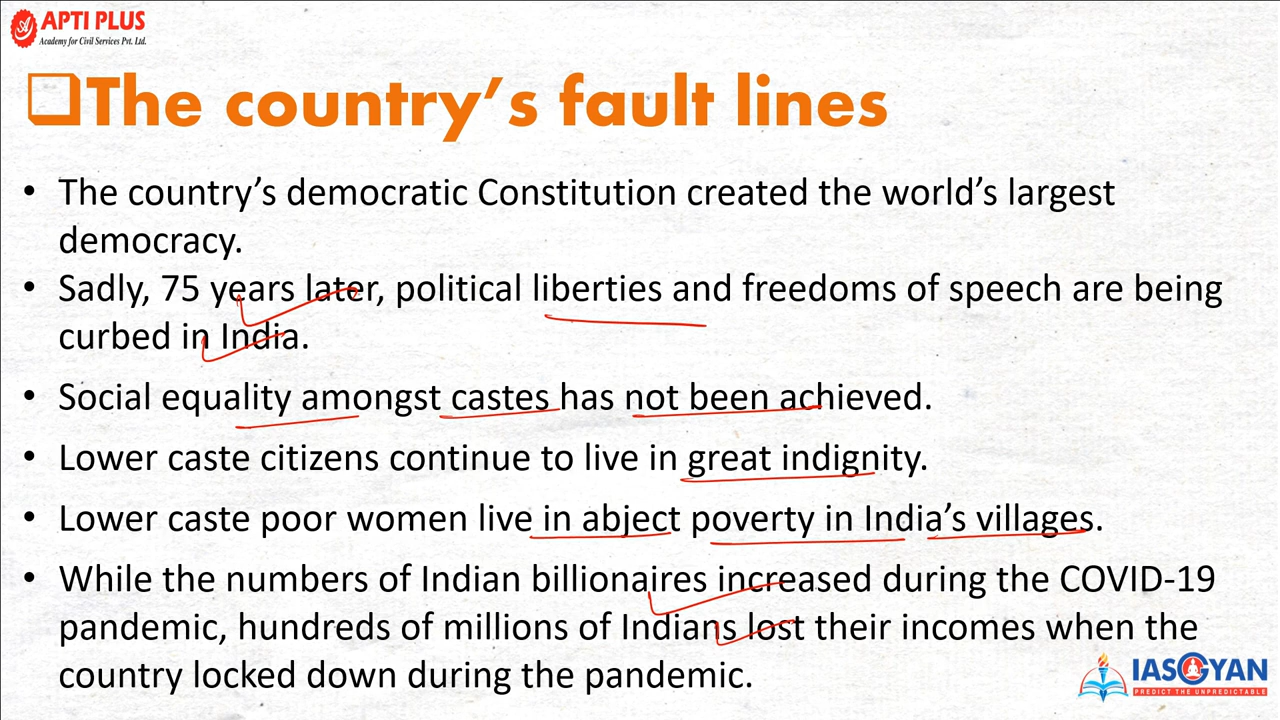 APTI PLUS
Academy for Civil Services Pvt. Ltd.
The country's fault lines
• The country's democratic Constitution created the world's largest
democracy.
• Sadly, 75 years later, political liberties and freedoms of speech are being
curbed in India.
• Social equality amongst castes has not been achieved.
• Lower caste citizens continue to live in great indignity.
• Lower caste poor women live in abject poverty in India's villages.
• While the numbers of Indian billionaires increased during the COVID-19
pandemic, hundreds of millions of Indians lost their incomes when the
country locked down during the pandemic.
IASGYAN
PREDICT THE UNPREDICTABLE